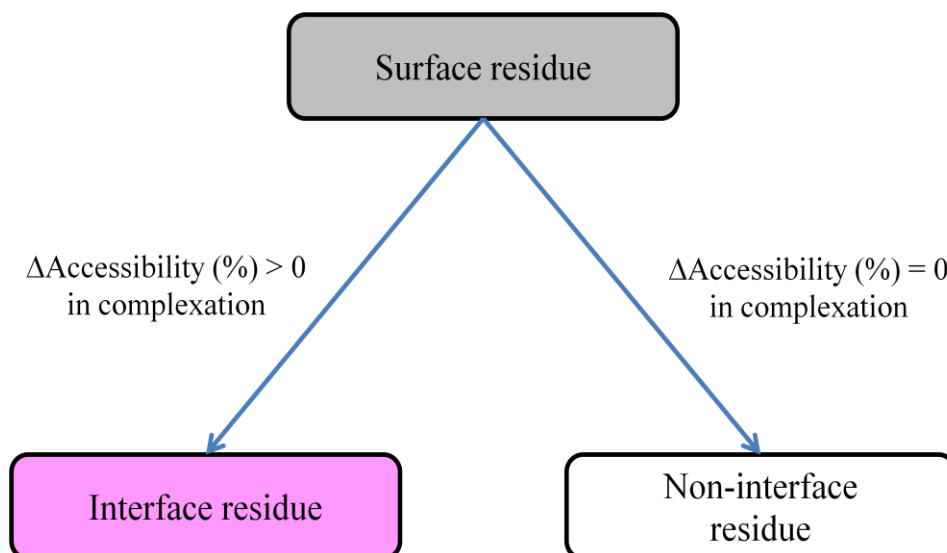 Surface residue
ΔAccessibility (%) > 0
in complexation
ΔAccessibility (%) = 0
in complexation
Interface residue
Non-interface
residue